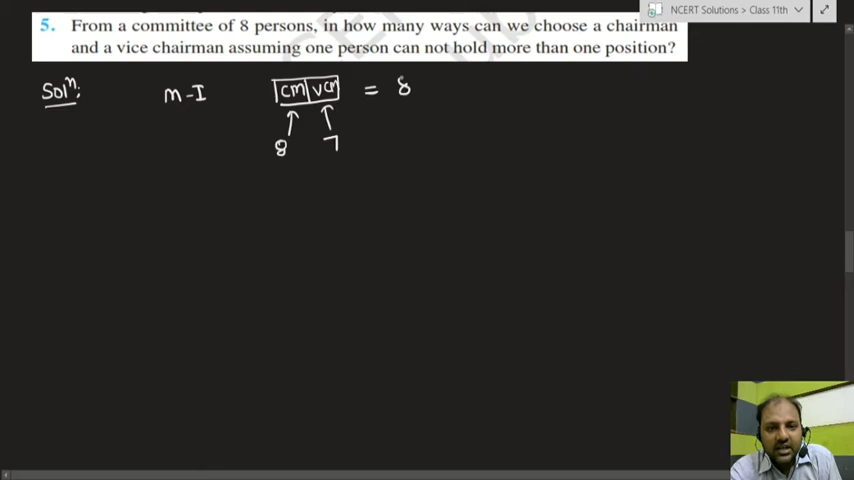 NCERT Solutions > Class 11th
5. From a committee of 8 persons, in how many ways can we choose a chairman
and a vice chairman assuming one person can not hold more than one position?
Solⁿ: M-I CM VCM = 8
8 7